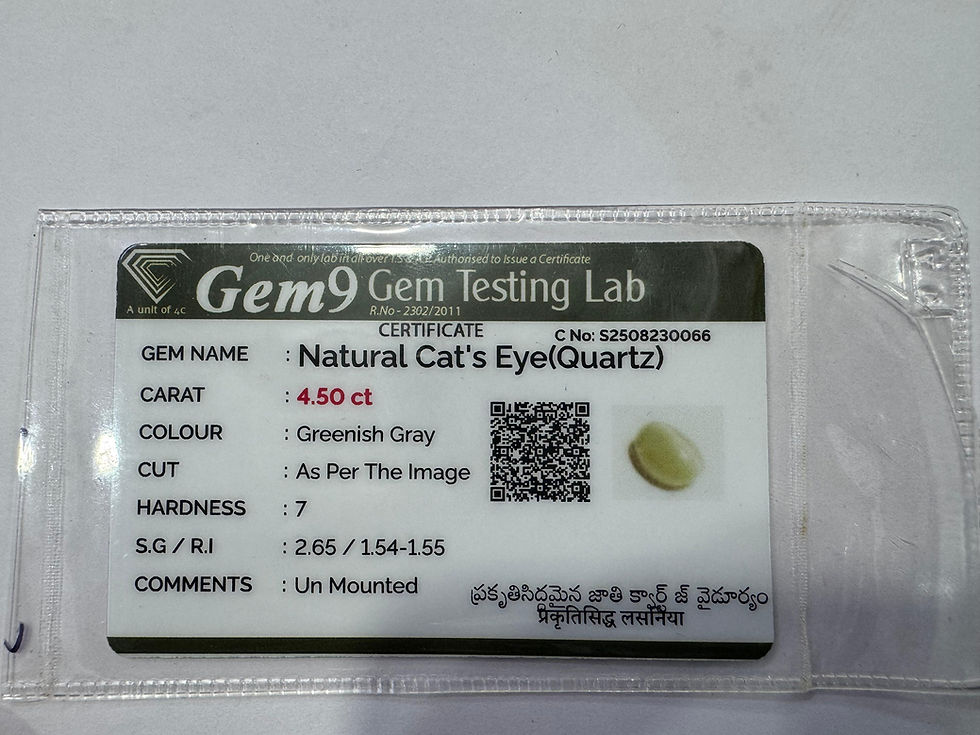 One and only lab in all over T.S & A.P. Authorised to Issue a Certificate
Gem9 Gem Testing Lab
A unit of 4C
R.No - 2302/2011
CERTIFICATE
C No: S2508230066
GEM NAME : Natural Cat's Eye(Quartz)
CARAT : 4.50 ct
COLOUR : Greenish Gray
CUT : As Per The Image
HARDNESS : 7
S.G / R.I : 2.65 / 1.54-1.55
COMMENTS : Un Mounted
ప్రకృతిసిద్ధమైన జాతి క్వార్ట్ జ్ వైడూర్యం
प्रकृतिसिद्ध लसनिया